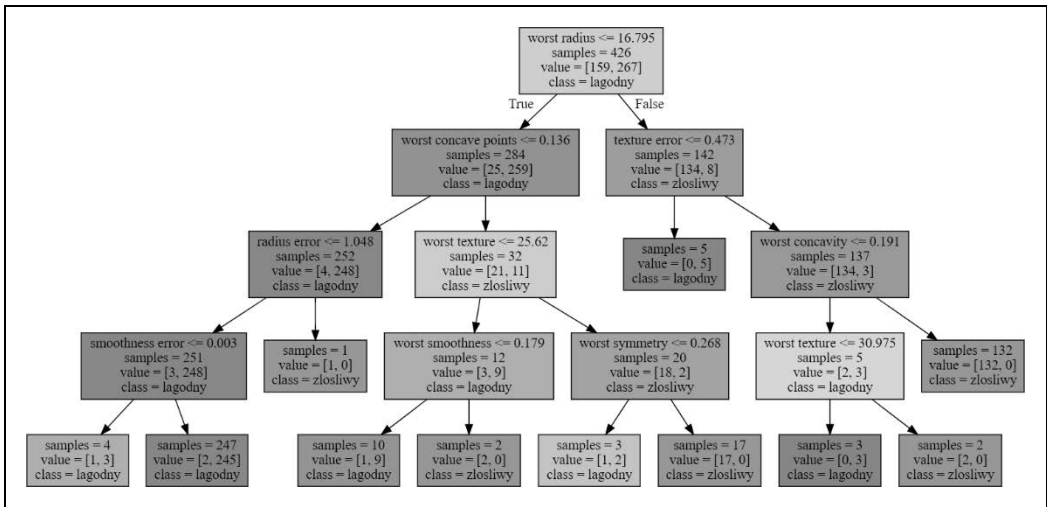 worst radius <= 16.795
samples = 426
value = [159, 267]
class = lagodny
True
False
worst concave points <= 0.136
samples = 284
value = [25, 259]
class = lagodny
texture error <= 0.473
samples = 142
value = [134, 8]
class = zlosliwy
radius error <= 1.048
samples = 252
value = [4, 248]
class = lagodny
worst texture <= 25.62
samples = 32
value = [21, 11]
class = zlosliwy
samples = 5
value = [0, 5]
class = lagodny
worst concavity <= 0.191
samples = 137
value = [134, 3]
class = zlosliwy
smoothness error <= 0.003
samples = 251
value = [3, 248]
class = lagodny
samples = 1
value = [1, 0]
class = zlosliwy
worst smoothness <= 0.179
samples = 12
value = [3, 9]
class = lagodny
worst symmetry <= 0.268
samples = 20
value = [18, 2]
class = zlosliwy
worst texture <= 30.975
samples = 5
value = [2, 3]
class = lagodny
samples = 132
value = [132, 0]
class = zlosliwy
samples = 4
value = [1, 3]
class = lagodny
samples = 247
value = [2, 245]
class = lagodny
samples = 10
value = [1, 9]
class = lagodny
samples = 2
value = [2, 0]
class = zlosliwy
samples = 3
value = [1, 2]
class = lagodny
samples = 17
value = [17, 0]
class = zlosliwy
samples = 3
value = [0, 3]
class = lagodny
samples = 2
value = [2, 0]
class = zlosliwy